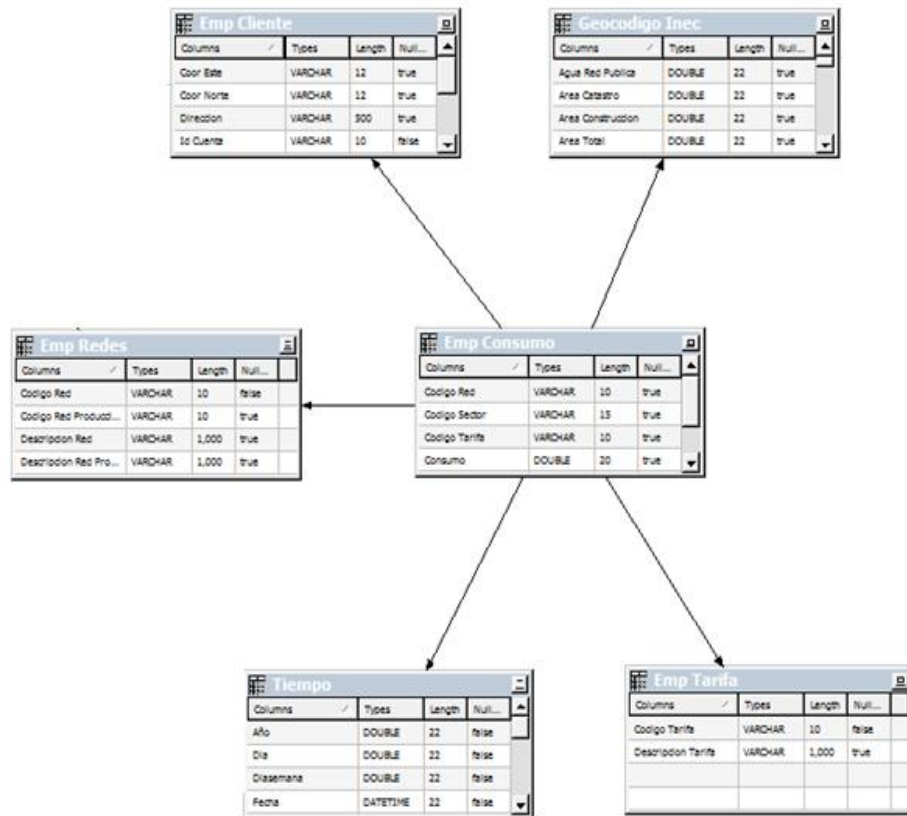 Emp Cliente
Columns Types Length Null...
Coor Este VARCHAR 12 true
Coor Norte VARCHAR 12 true
Direccion VARCHAR 500 true
Id Cuenta VARCHAR 10 false
Geocodigo Inec
Columns Types Length Null...
Agua Red Publica DOUBLE 22 true
Area Catastro DOUBLE 22 true
Area Construccion DOUBLE 22 true
Area Total DOUBLE 22 true
Emp Redes
Columns Types Length Null...
Codigo Red VARCHAR 10 false
Codigo Red Producci... VARCHAR 10 true
Descripcion Red VARCHAR 1,000 true
Descripcion Red Pro... VARCHAR 1,000 true
Emp Consumo
Columns Types Length Null...
Codigo Red VARCHAR 10 true
Codigo Sector VARCHAR 15 true
Codigo Tarifa VARCHAR 10 true
Consumo DOUBLE 20 true
Tiempo
Columns Types Length Null...
Año DOUBLE 22 false
Dia DOUBLE 22 false
Diasemana DOUBLE 22 false
Fecha DATETIME 22 false
Emp Tarifa
Columns Types Length Null...
Codigo Tarifa VARCHAR 10 false
Descripcion Tarifa VARCHAR 1,000 true